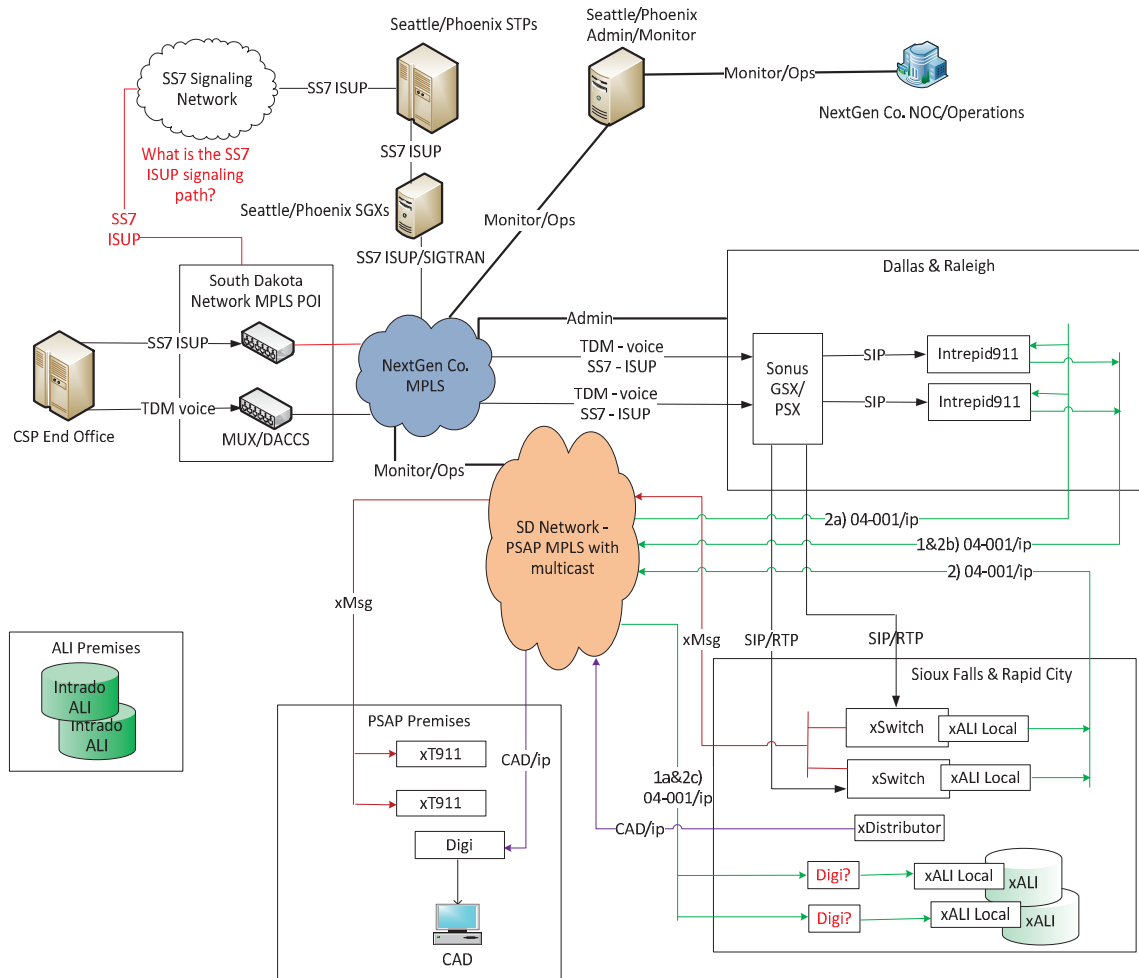 Seattle/Phoenix STPs
Seattle/Phoenix
Admin/Monitor
SS7 Signaling
Network
SS7 ISUP
Monitor/Ops
NextGen Co. NOC/Operations
What is the SS7
ISUP signaling
path?
SS7 ISUP
Seattle/Phoenix SGXs
SS7
ISUP
Monitor/Ops
SS7 ISUP/SIGTRAN
South Dakota
Network MPLS POI
Dallas & Raleigh
Admin
SS7 ISUP
TDM - voice
SS7 - ISUP
NextGen Co.
MPLS
Sonus
GSX/
PSX
SIP
Intrepid911
TDM voice
TDM - voice
SS7 - ISUP
SIP
Intrepid911
CSP End Office
MUX/DACCS
Monitor/Ops
SD Network -
PSAP MPLS with
multicast
2a) 04-001/ip
1&2b) 04-001/ip
2) 04-001/ip
xMsg
xMsg
SIP/RTP
SIP/RTP
ALI Premises
Intrado
ALI
Intrado
ALI
Sioux Falls & Rapid City
PSAP Premises
xT911
CAD/ip
xT911
Digi
CAD
xSwitch
xALI Local
xSwitch
xALI Local
1a&2c)
04-001/ip
CAD/ip
xDistributor
Digi?
xALI Local
xALI
Digi?
xALI Local
xALI